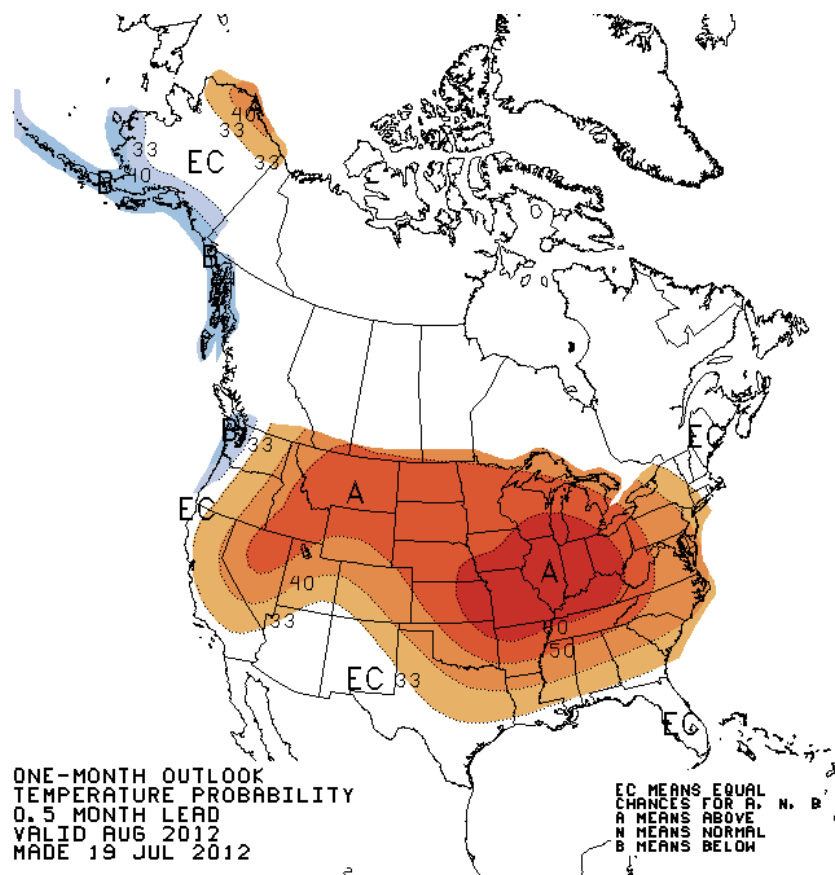 A
40
33
33
EC
33
40
B
B
EC
B
33
EC
A
A
40
33
60
50
EC
33
EC
ONE-MONTH OUTLOOK
TEMPERATURE PROBABILITY
0.5 MONTH LEAD
VALID AUG 2012
MADE 19 JUL 2012
EC MEANS EQUAL
CHANCES FOR A, N, B
A MEANS ABOVE
N MEANS NORMAL
B MEANS BELOW